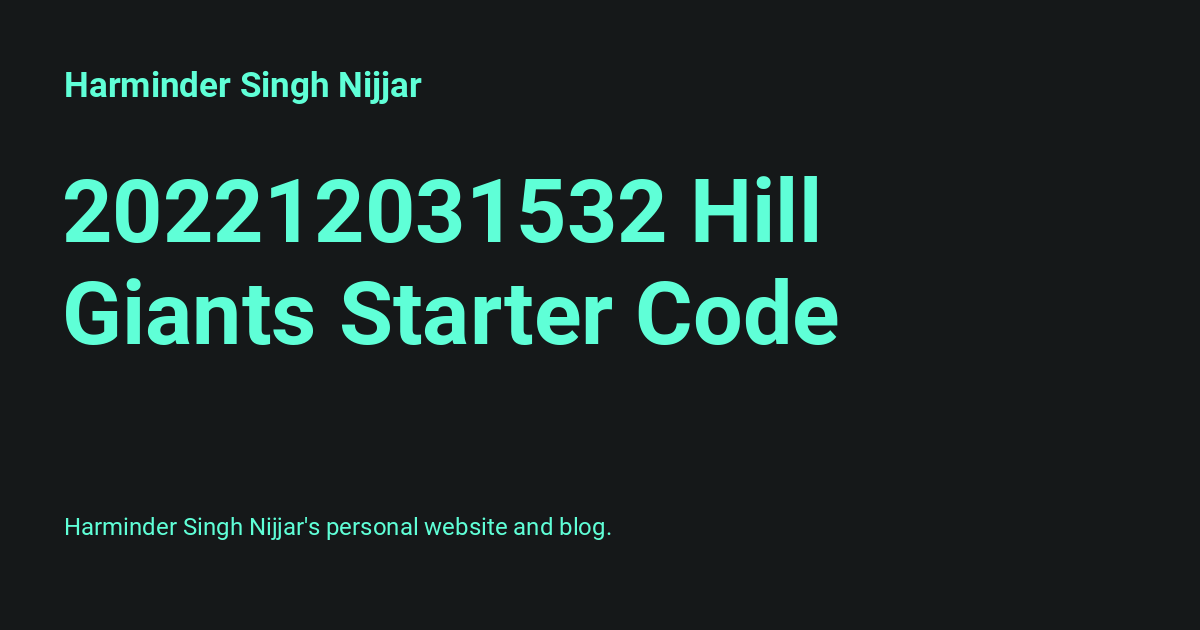 Harminder Singh Nijjar
202212031532 Hill
Giants Starter Code
Harminder Singh Nijjar's personal website and blog.